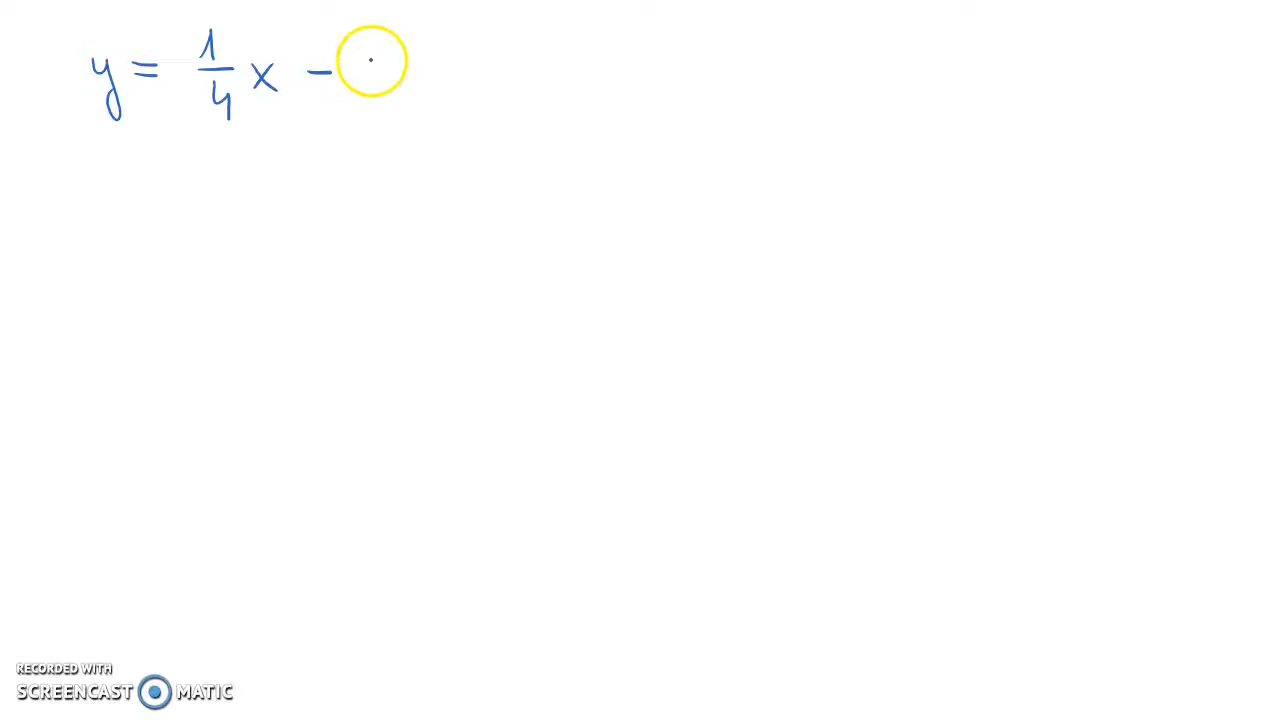 y = 1/4 x -
RECORDED WITH
SCREENCAST MATIC